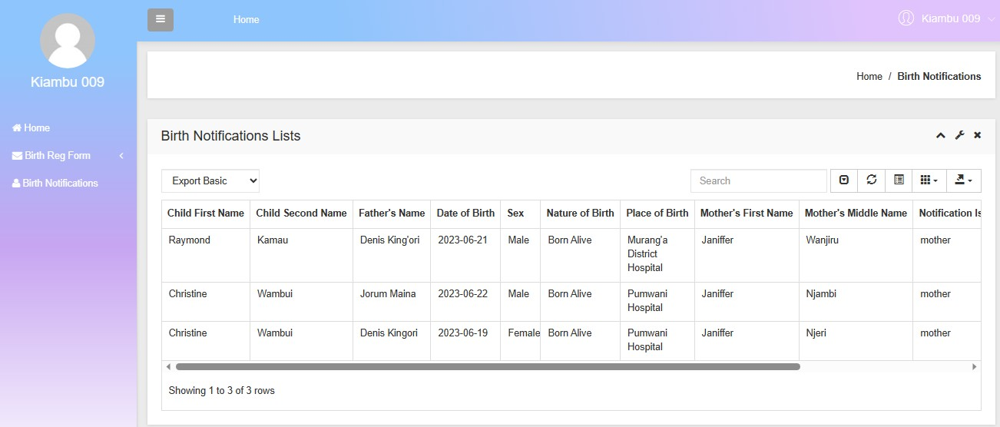 Home
Kiambu 009
Kiambu 009
Home
Birth Reg Form
Birth Notifications
Home / Birth Notifications
Birth Notifications Lists
Export Basic
Search
Child First Name Child Second Name Father's Name Date of Birth Sex Nature of Birth Place of Birth Mother's First Name Mother's Middle Name Notification Is
Raymond Kamau Denis King'ori 2023-06-21 Male Born Alive Murang'a Janiffer Wanjiru mother
District
Hospital
Christine Wambui Jorum Maina 2023-06-22 Male Born Alive Pumwani Janiffer Njambi mother
Hospital
Christine Wambui Denis Kingori 2023-06-19 Female Born Alive Pumwani Janiffer Njeri mother
Hospital
Showing 1 to 3 of 3 rows